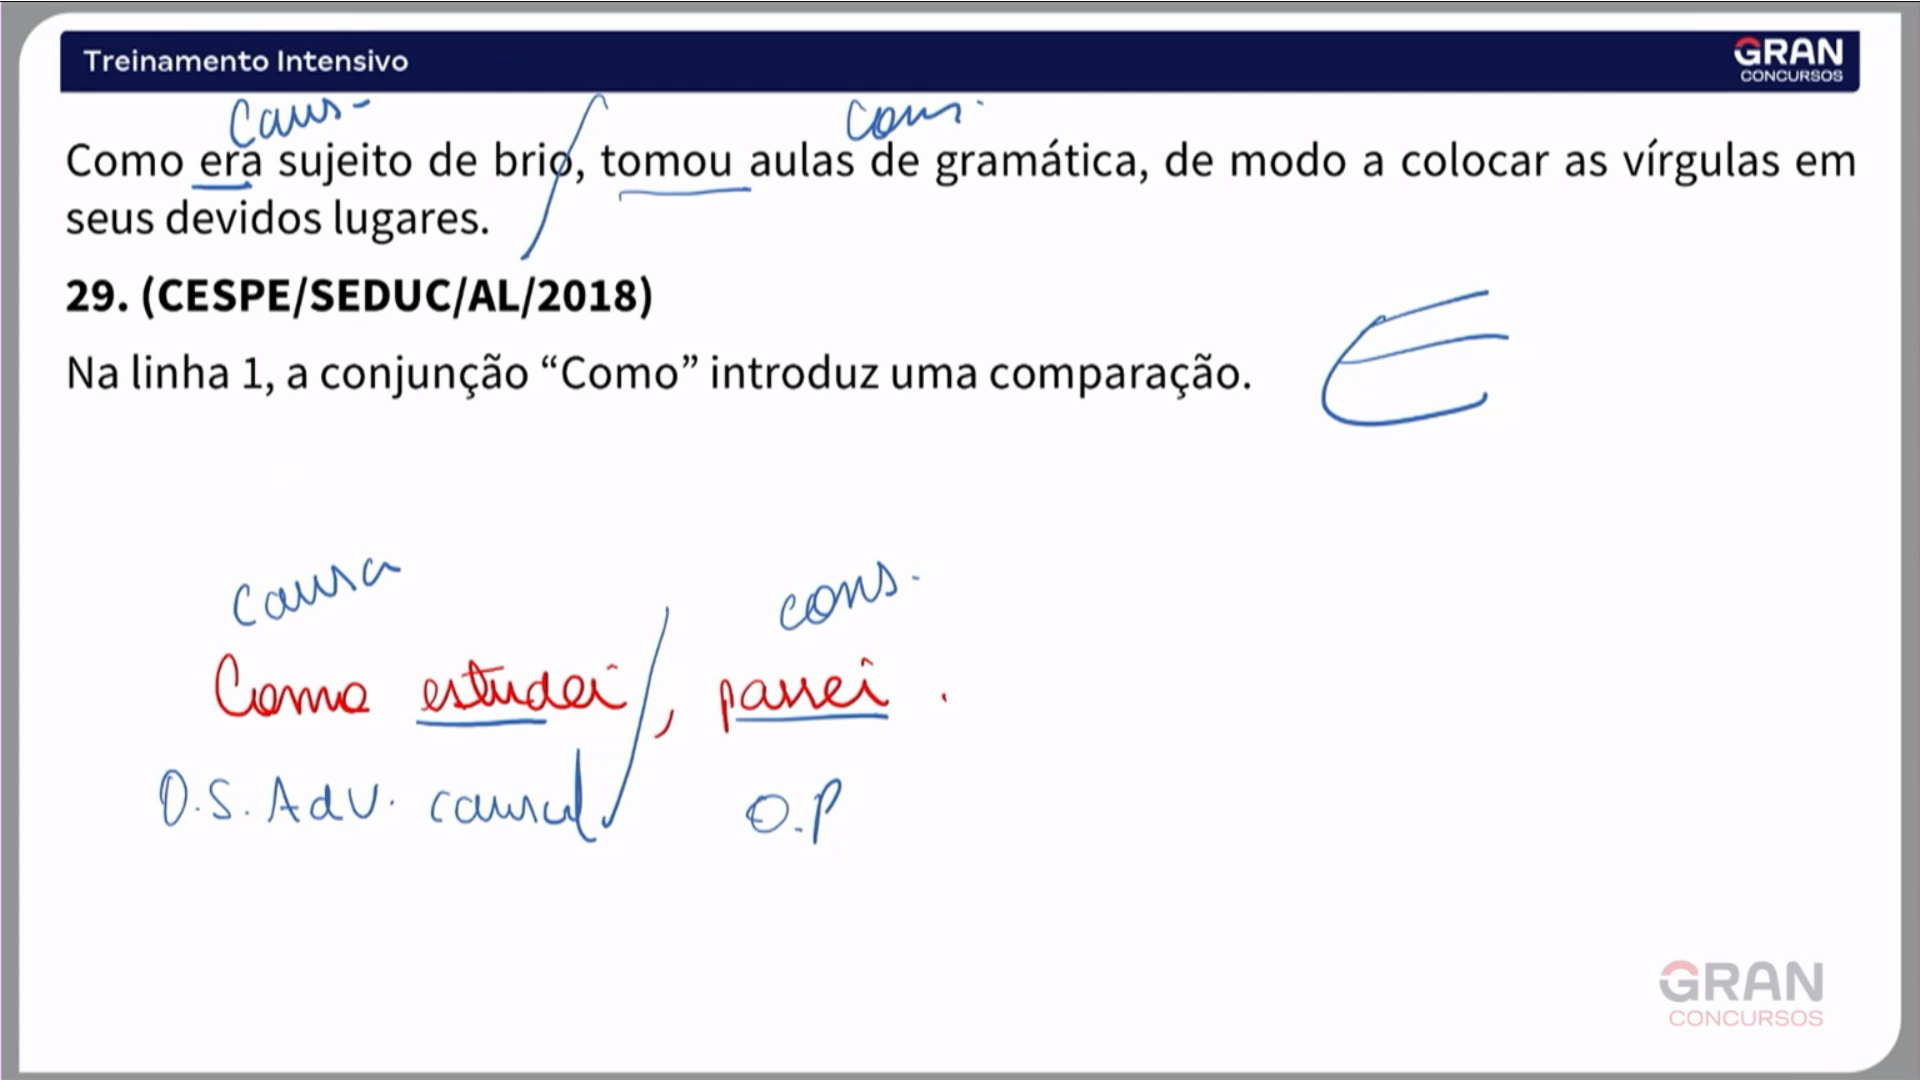 Treinamento Intensivo
GRAN
CONCURSOS
Caus- cons.
Como era sujeito de brio, tomou aulas de gramática, de modo a colocar as vírgulas em
seus devidos lugares.
29. (CESPE/SEDUC/AL/2018)
Na linha 1, a conjunção “Como” introduz uma comparação. E
causa cons.
Como estudei, passei.
O.S. Adv. causal O.P
GRAN
CONCURSOS